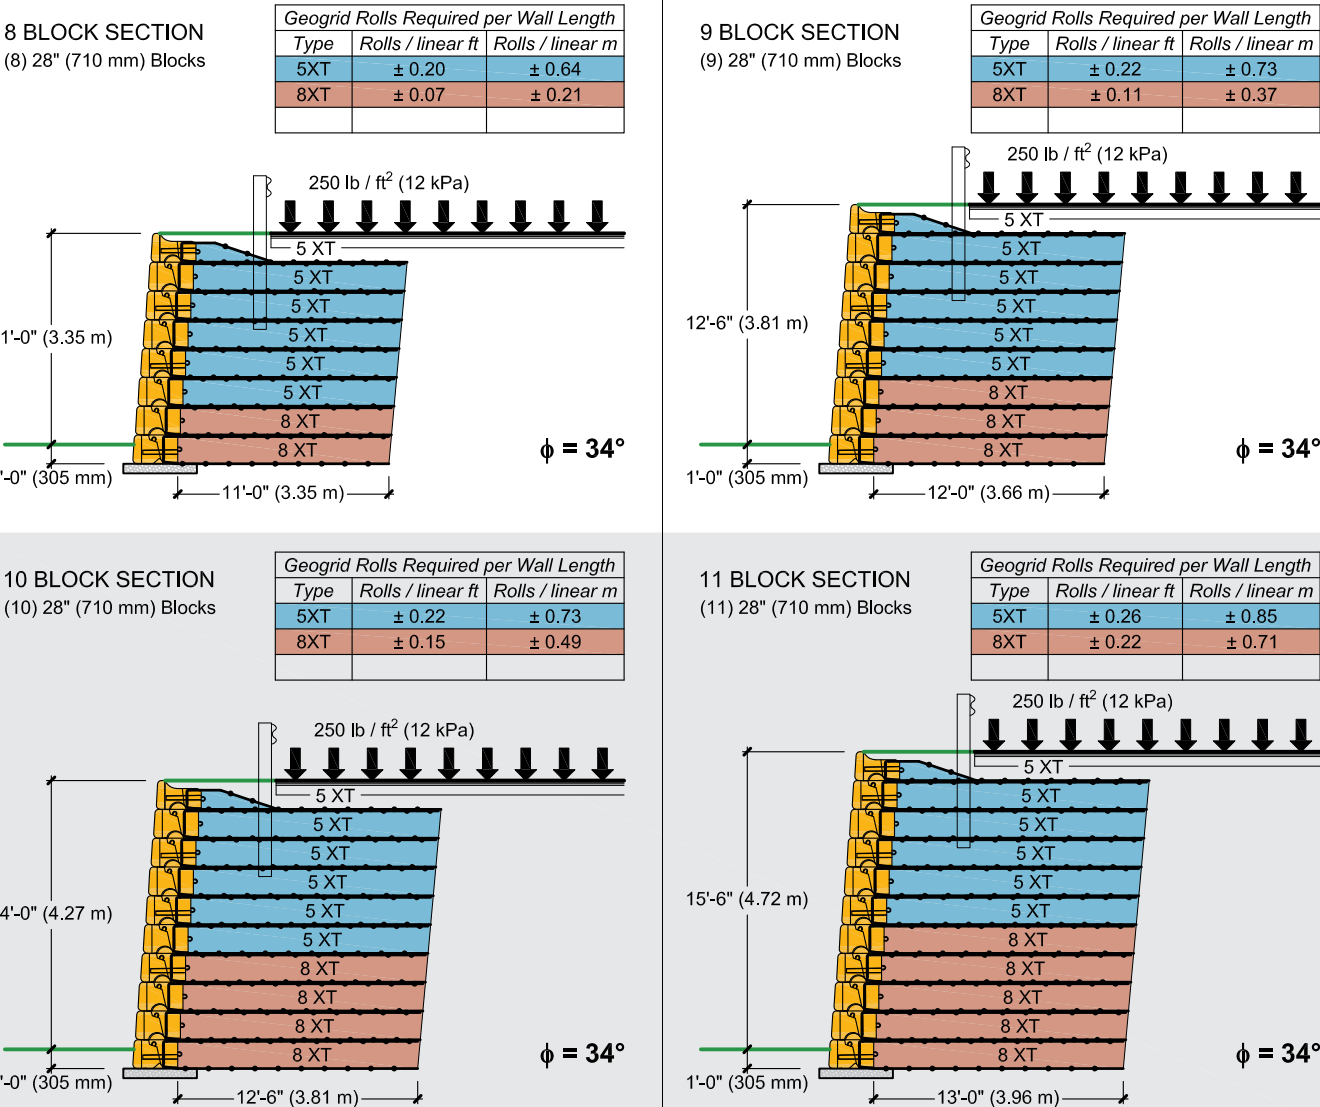 8 BLOCK SECTION
(8) 28" (710 mm) Blocks
Geogrid Rolls Required per Wall Length
Type Rolls / linear ft Rolls / linear m
5XT ± 0.20 ± 0.64
8XT ± 0.07 ± 0.21
250 lb / ft² (12 kPa)
5 XT
5 XT
5 XT
5 XT
5 XT
5 XT
8 XT
8 XT
1'-0" (3.35 m)
'-0" (305 mm)
11'-0" (3.35 m)
ϕ = 34°
9 BLOCK SECTION
(9) 28" (710 mm) Blocks
Geogrid Rolls Required per Wall Length
Type Rolls / linear ft Rolls / linear m
5XT ± 0.22 ± 0.73
8XT ± 0.11 ± 0.37
250 lb / ft² (12 kPa)
5 XT
5 XT
5 XT
5 XT
5 XT
5 XT
8 XT
8 XT
8 XT
12'-6" (3.81 m)
1'-0" (305 mm)
12'-0" (3.66 m)
ϕ = 34°
10 BLOCK SECTION
(10) 28" (710 mm) Blocks
Geogrid Rolls Required per Wall Length
Type Rolls / linear ft Rolls / linear m
5XT ± 0.22 ± 0.73
8XT ± 0.15 ± 0.49
250 lb / ft² (12 kPa)
5 XT
5 XT
5 XT
5 XT
5 XT
5 XT
8 XT
8 XT
8 XT
8 XT
4'-0" (4.27 m)
'-0" (305 mm)
12'-6" (3.81 m)
ϕ = 34°
11 BLOCK SECTION
(11) 28" (710 mm) Blocks
Geogrid Rolls Required per Wall Length
Type Rolls / linear ft Rolls / linear m
5XT ± 0.26 ± 0.85
8XT ± 0.22 ± 0.71
250 lb / ft² (12 kPa)
5 XT
5 XT
5 XT
5 XT
5 XT
5 XT
8 XT
8 XT
8 XT
8 XT
8 XT
15'-6" (4.72 m)
1'-0" (305 mm)
13'-0" (3.96 m)
ϕ = 34°